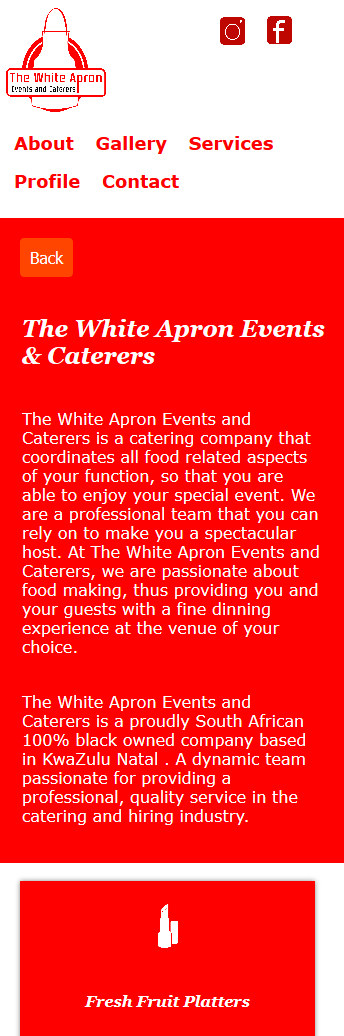 The White Apron
Events and Caterers
About Gallery Services
Profile Contact
Back
The White Apron Events
& Caterers
The White Apron Events and
Caterers is a catering company that
coordinates all food related aspects
of your function, so that you are
able to enjoy your special event. We
are a professional team that you can
rely on to make you a spectacular
host. At The White Apron Events and
Caterers, we are passionate about
food making, thus providing you and
your guests with a fine dinning
experience at the venue of your
choice.
The White Apron Events and
Caterers is a proudly South African
100% black owned company based
in KwaZulu Natal . A dynamic team
passionate for providing a
professional, quality service in the
catering and hiring industry.
Fresh Fruit Platters